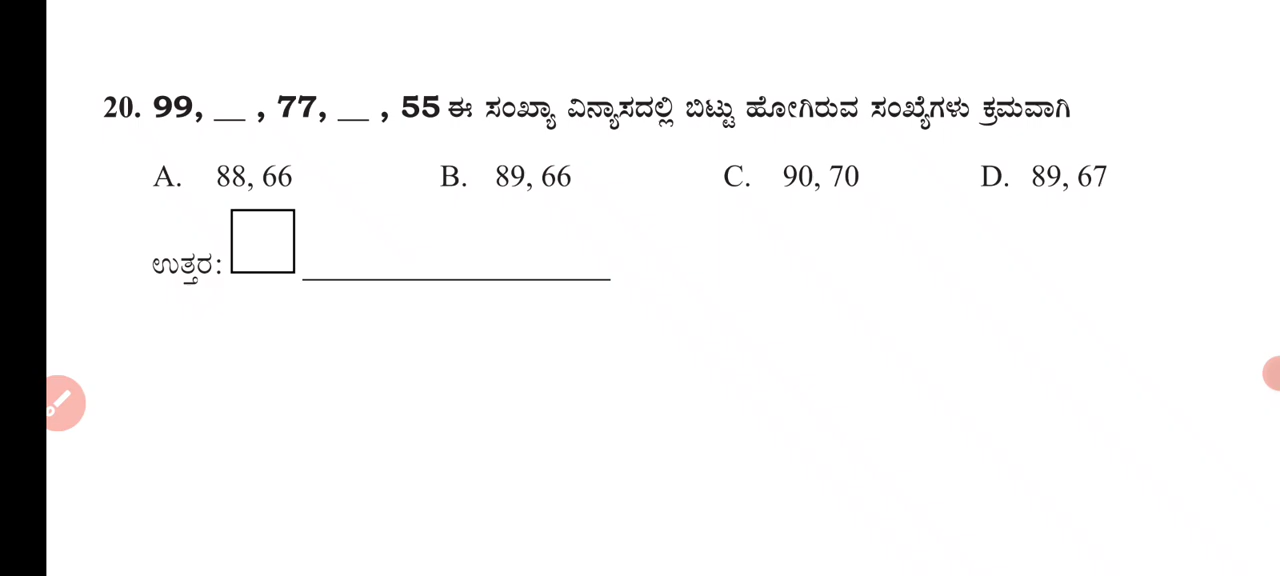 20. 99, __ , 77, __ , 55 ಈ ಸಂಖ್ಯಾ ವಿನ್ಯಾಸದಲ್ಲಿ ಬಿಟ್ಟು ಹೋಗಿರುವ ಸಂಖ್ಯೆಗಳು ಕ್ರಮವಾಗಿ
A. 88, 66 B. 89, 66 C. 90, 70 D. 89, 67
ಉತ್ತರ: